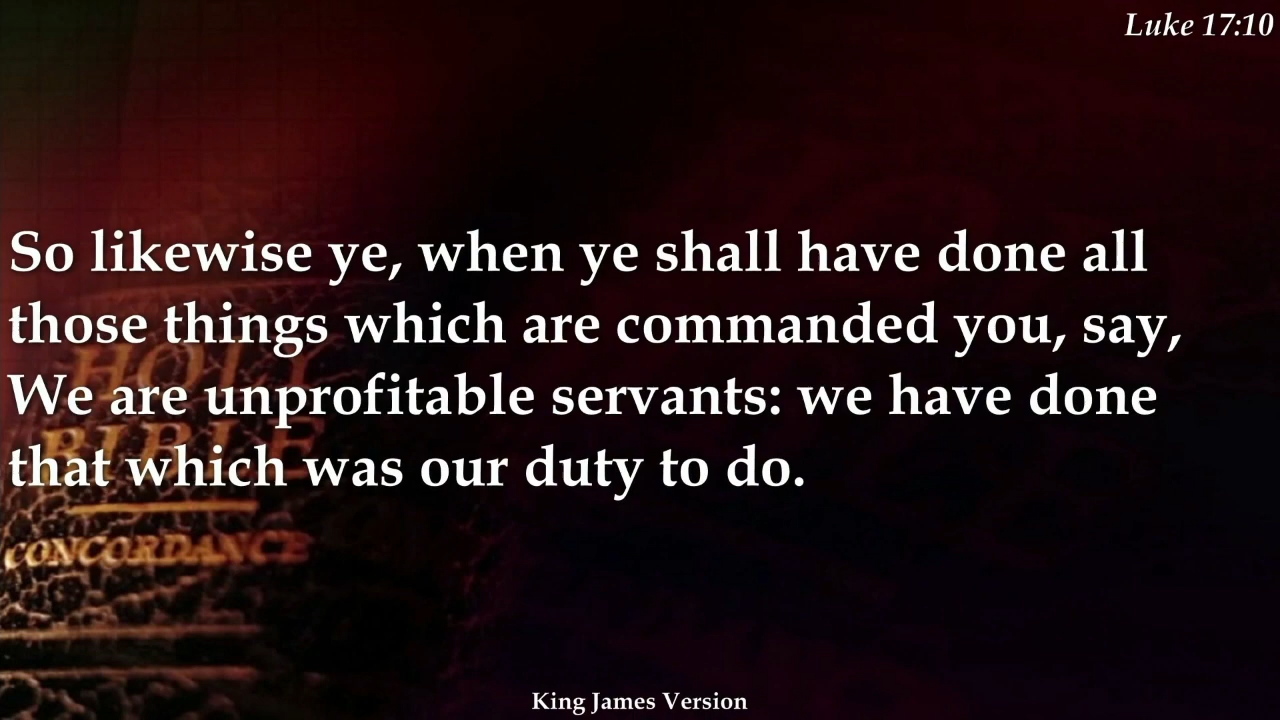 Luke 17:10
So likewise ye, when ye shall have done all
those things which are commanded you, say,
We are unprofitable servants: we have done
that which was our duty to do.
HOLY
BIBLE
CONCORDANCE
King James Version